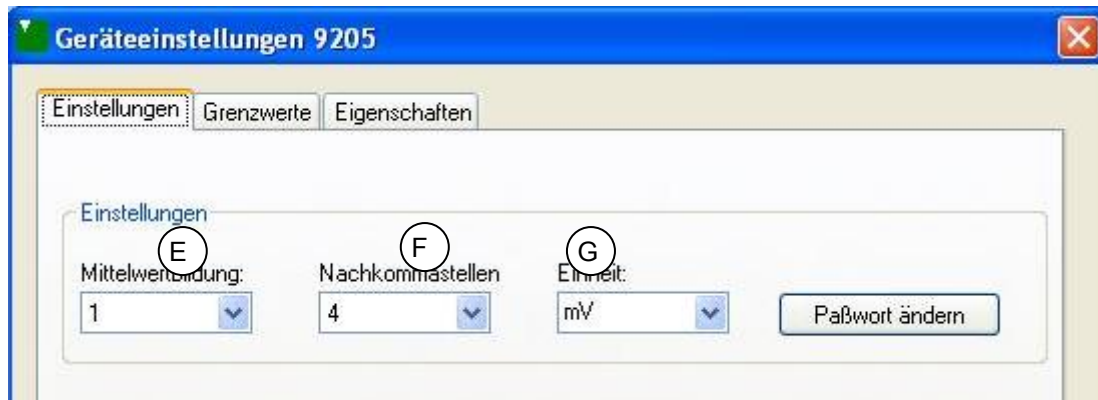 Geräteeinstellungen 9205
Einstellungen Grenzwerte Eigenschaften
Einstellungen
E F G
Mittelwertbildung: Nachkommastellen Einheit:
1 4 mV Paßwort ändern